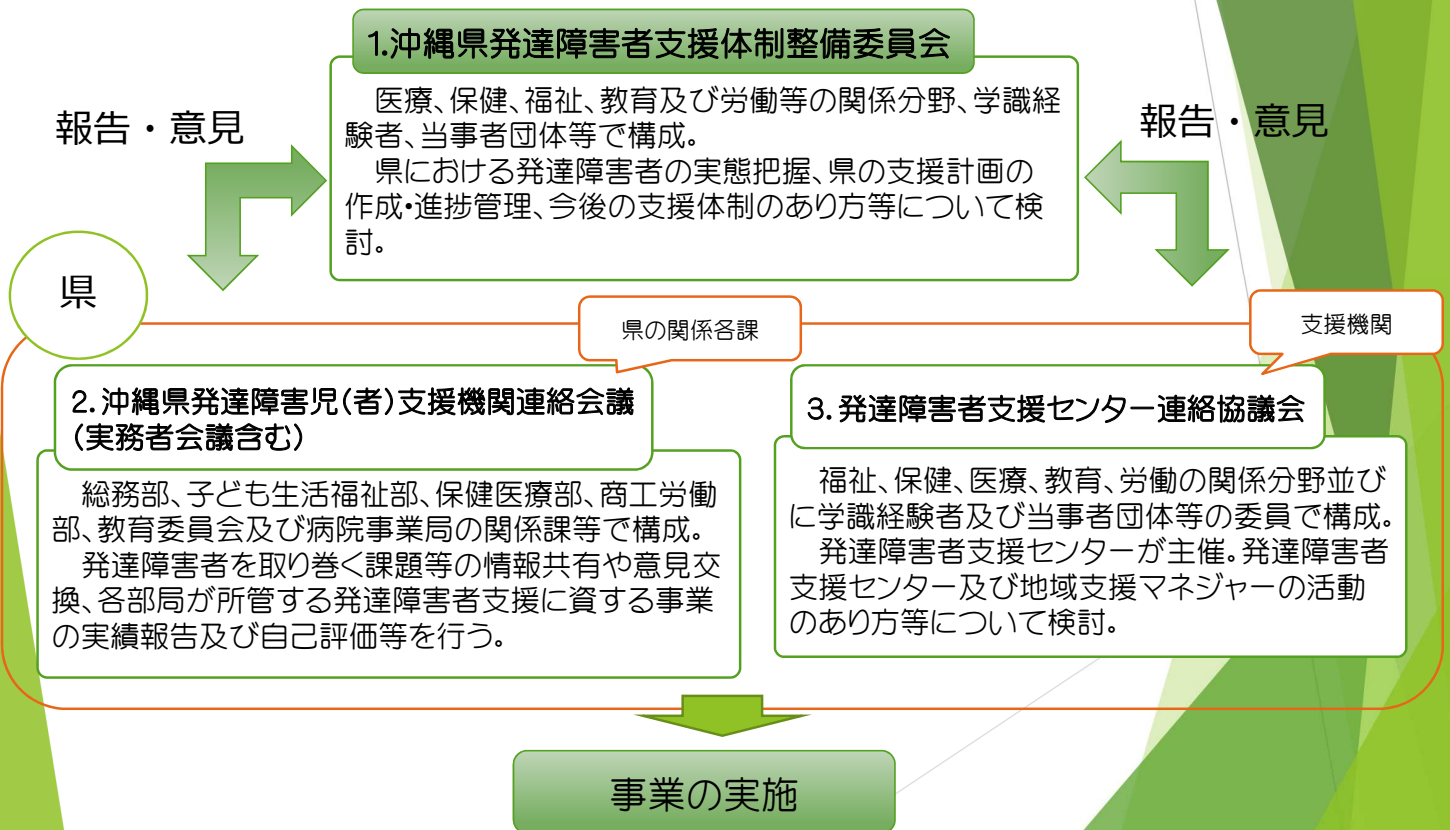 1.沖縄県発達障害者支援体制整備委員会
医療、保健、福祉、教育及び労働等の関係分野、学識経
験者、当事者団体等で構成。
県における発達障害者の実態把握、県の支援計画の
作成・進捗管理、今後の支援体制のあり方等について検
討。
報告・意見
報告・意見
県
県の関係各課
支援機関
2.沖縄県発達障害児(者)支援機関連絡会議
(実務者会議含む)
総務部、子ども生活福祉部、保健医療部、商工労働
部、教育委員会及び病院事業局の関係課等で構成。
発達障害者を取り巻く課題等の情報共有や意見交
換、各部局が所管する発達障害者支援に資する事業
の実績報告及び自己評価等を行う。
3.発達障害者支援センター連絡協議会
福祉、保健、医療、教育、労働の関係分野並び
に学識経験者及び当事者団体等の委員で構成。
発達障害者支援センターが主催。発達障害者
支援センター及び地域支援マネジャーの活動
のあり方等について検討。
事業の実施